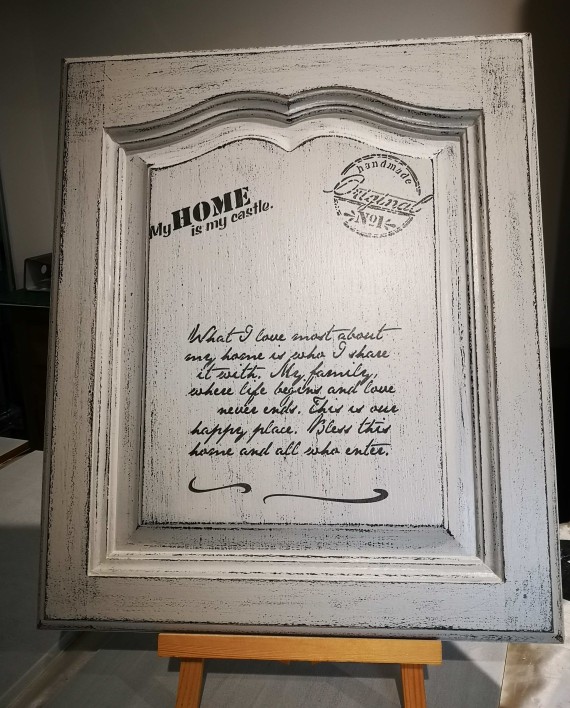 My HOME
is my castle.
handmade
Original
No1
What I love most about
my home is who I share
it with. My family,
where life begins and love
never ends. This is our
happy place. Bless this
home and all who enter.